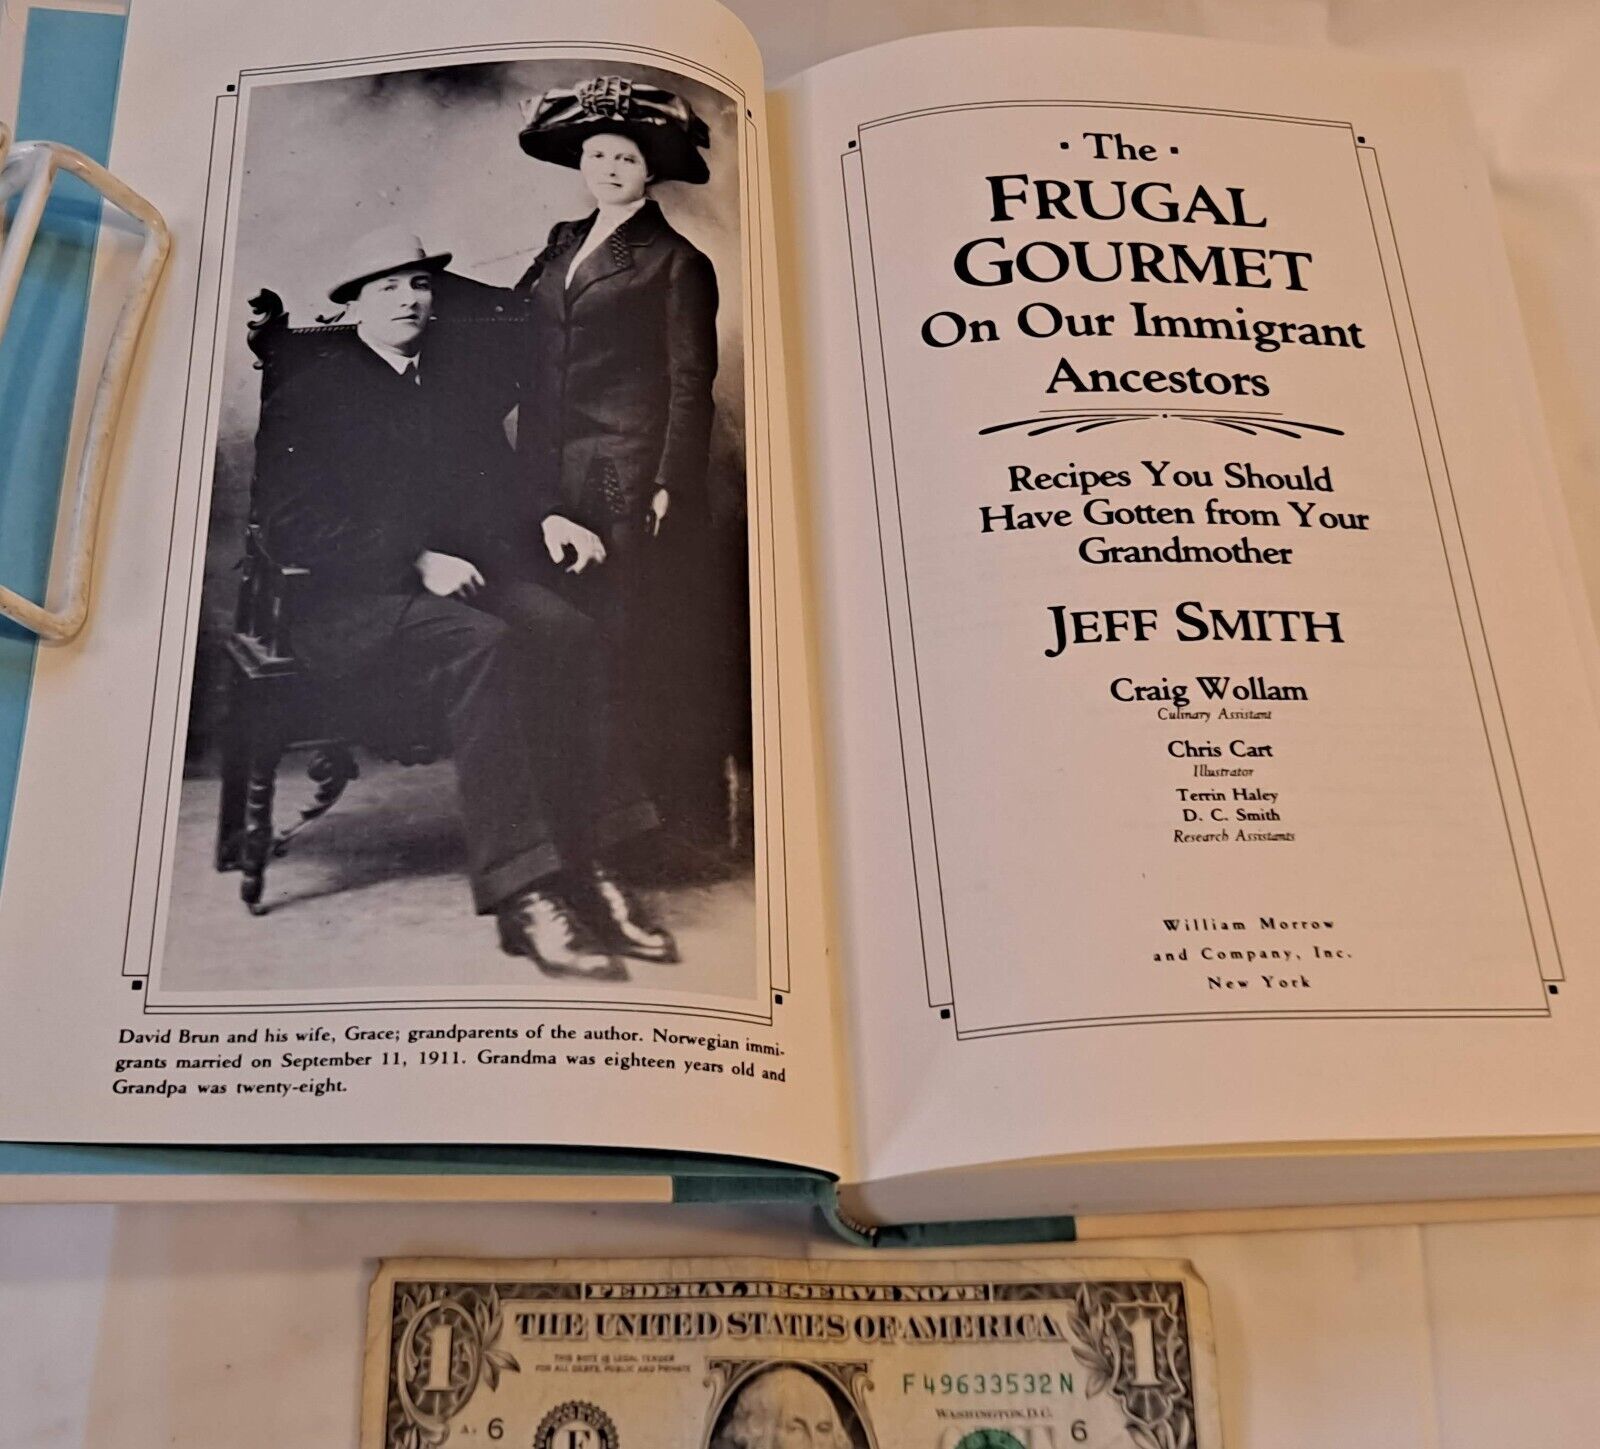 David Brun and his wife, Grace; grandparents of the author. Norwegian immi-
grants married on September 11, 1911. Grandma was eighteen years old and
Grandpa was twenty-eight.
· The ·
FRUGAL
GOURMET
On Our Immigrant
Ancestors
Recipes You Should
Have Gotten from Your
Grandmother
JEFF SMITH
Craig Wollam
Culinary Assistant
Chris Cart
Illustrator
Terrin Haley
D. C. Smith
Research Assistants
William Morrow
and Company, Inc.
New York
FEDERAL RESERVE NOTE
THE UNITED STATES OF AMERICA
1
1
THIS NOTE IS LEGAL TENDER
FOR ALL DEBTS, PUBLIC AND PRIVATE
F 49633532 N
WASHINGTON, D.C.
6
6
F